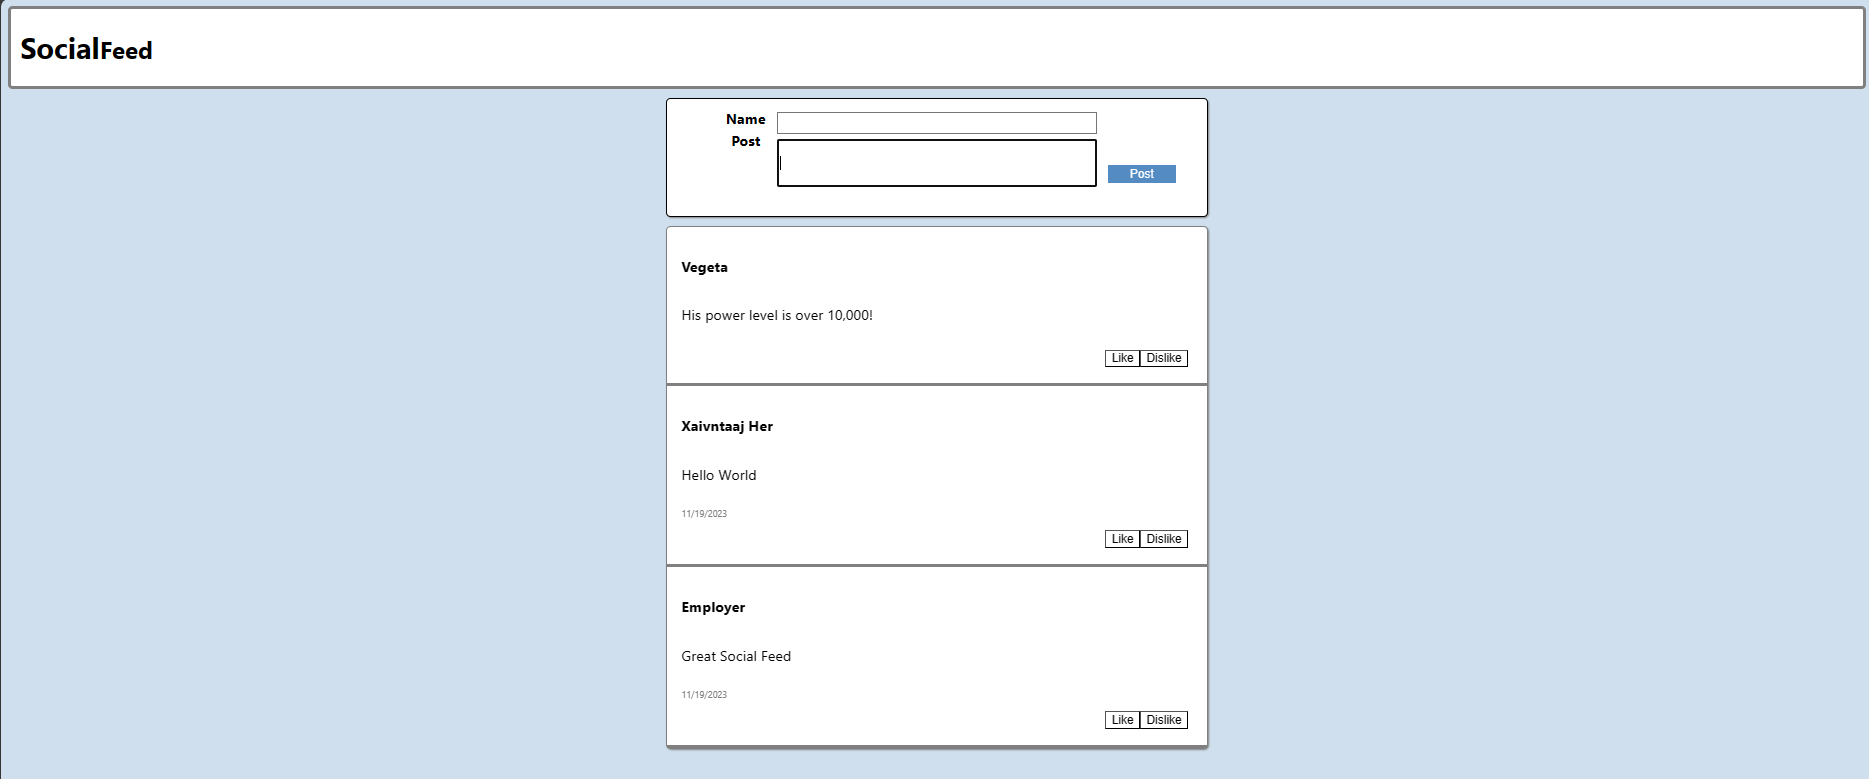 SocialFeed
Name
Post
Post
Vegeta
His power level is over 10,000!
Like Dislike
Xaivntaaj Her
Hello World
11/19/2023
Like Dislike
Employer
Great Social Feed
11/19/2023
Like Dislike